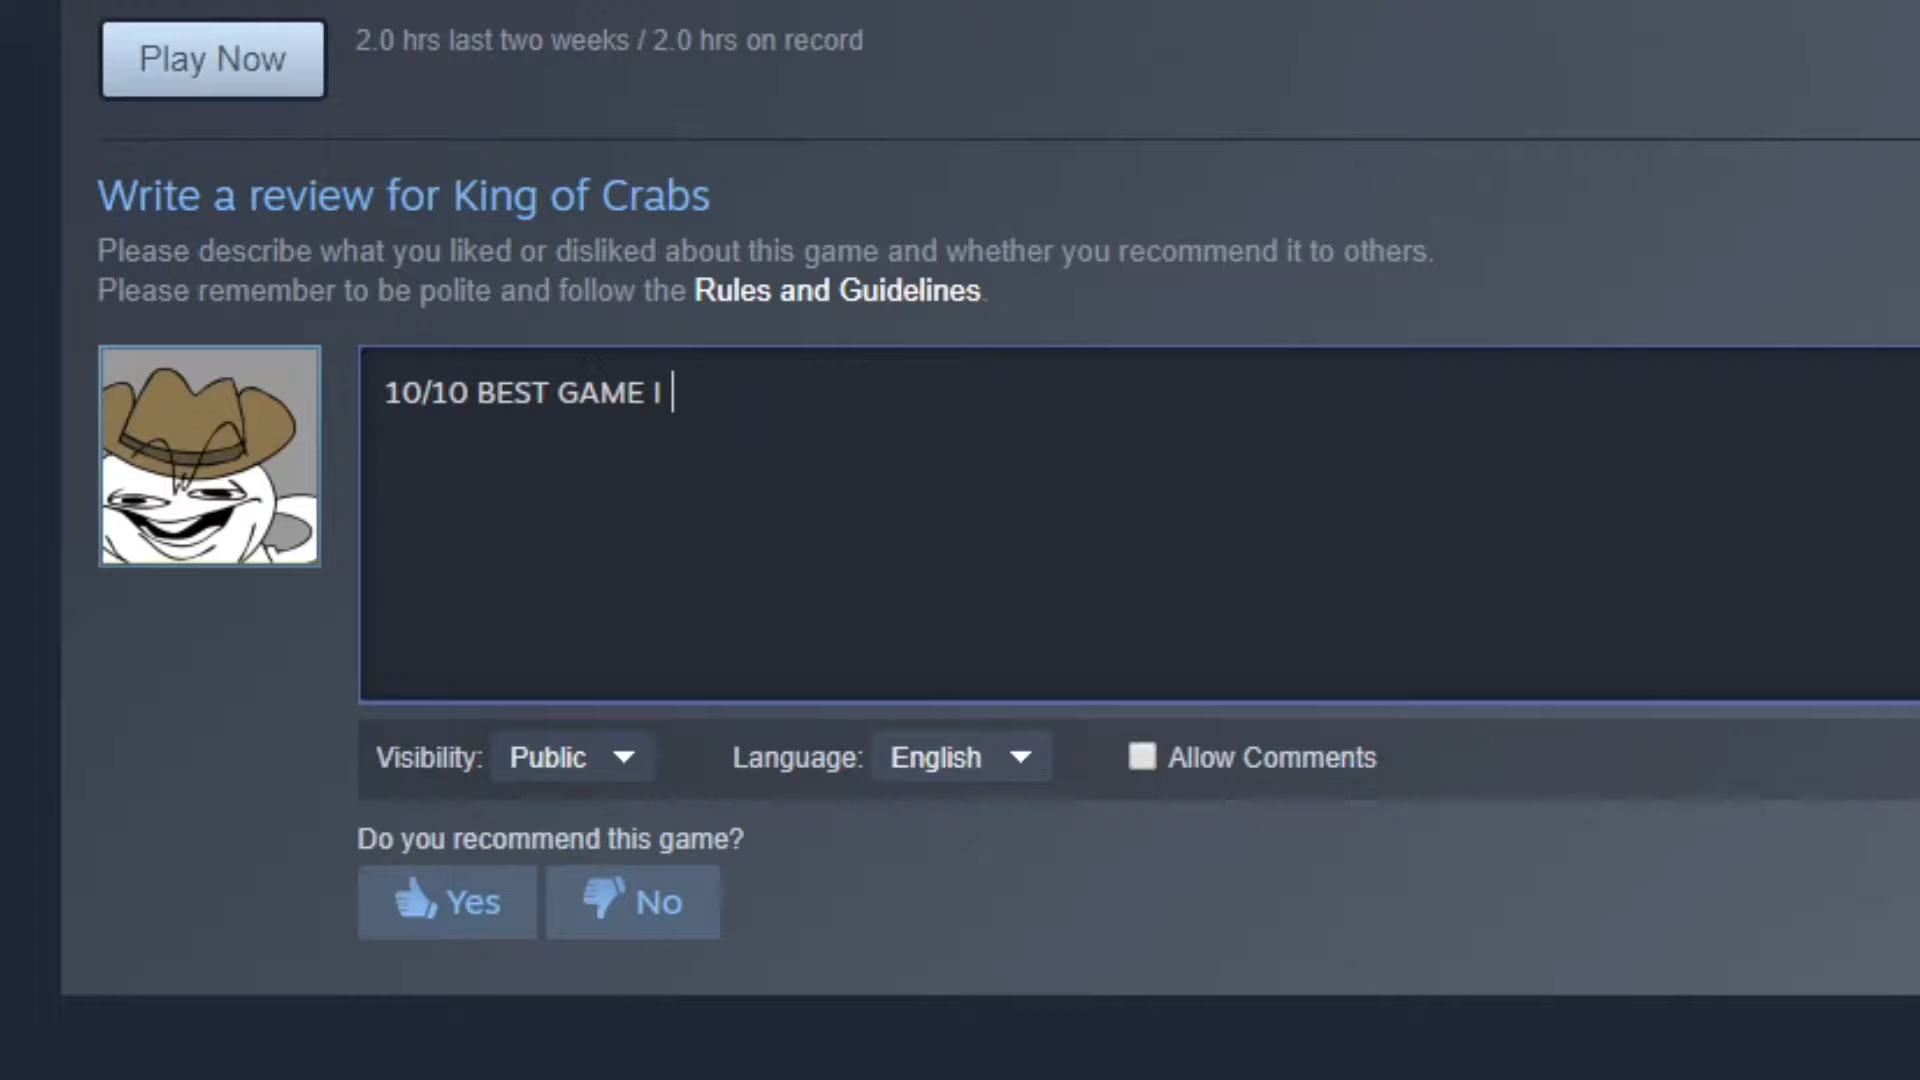 Play Now
2.0 hrs last two weeks / 2.0 hrs on record
Write a review for King of Crabs
Please describe what you liked or disliked about this game and whether you recommend it to others.
Please remember to be polite and follow the Rules and Guidelines.
10/10 BEST GAME I
Visibility: Public Language: English Allow Comments
Do you recommend this game?
Yes No